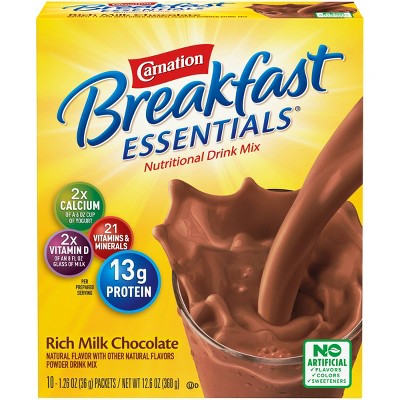 Carnation
Breakfast
ESSENTIALS®
Nutritional Drink Mix
2X
CALCIUM
OF A 6 OZ CUP
OF YOGURT
2X
VITAMIN D
OF AN 8 FL OZ
GLASS OF MILK
21
VITAMINS &
MINERALS
PER
PREPARED
SERVING
13g
PROTEIN
Rich Milk Chocolate
NATURAL FLAVOR WITH OTHER NATURAL FLAVORS
POWDER DRINK MIX
10 - 1.26 OZ (36 g) PACKETS / NET WT 12.6 OZ (360 g)
NO
ARTIFICIAL
FLAVORS
COLORS
SWEETENERS